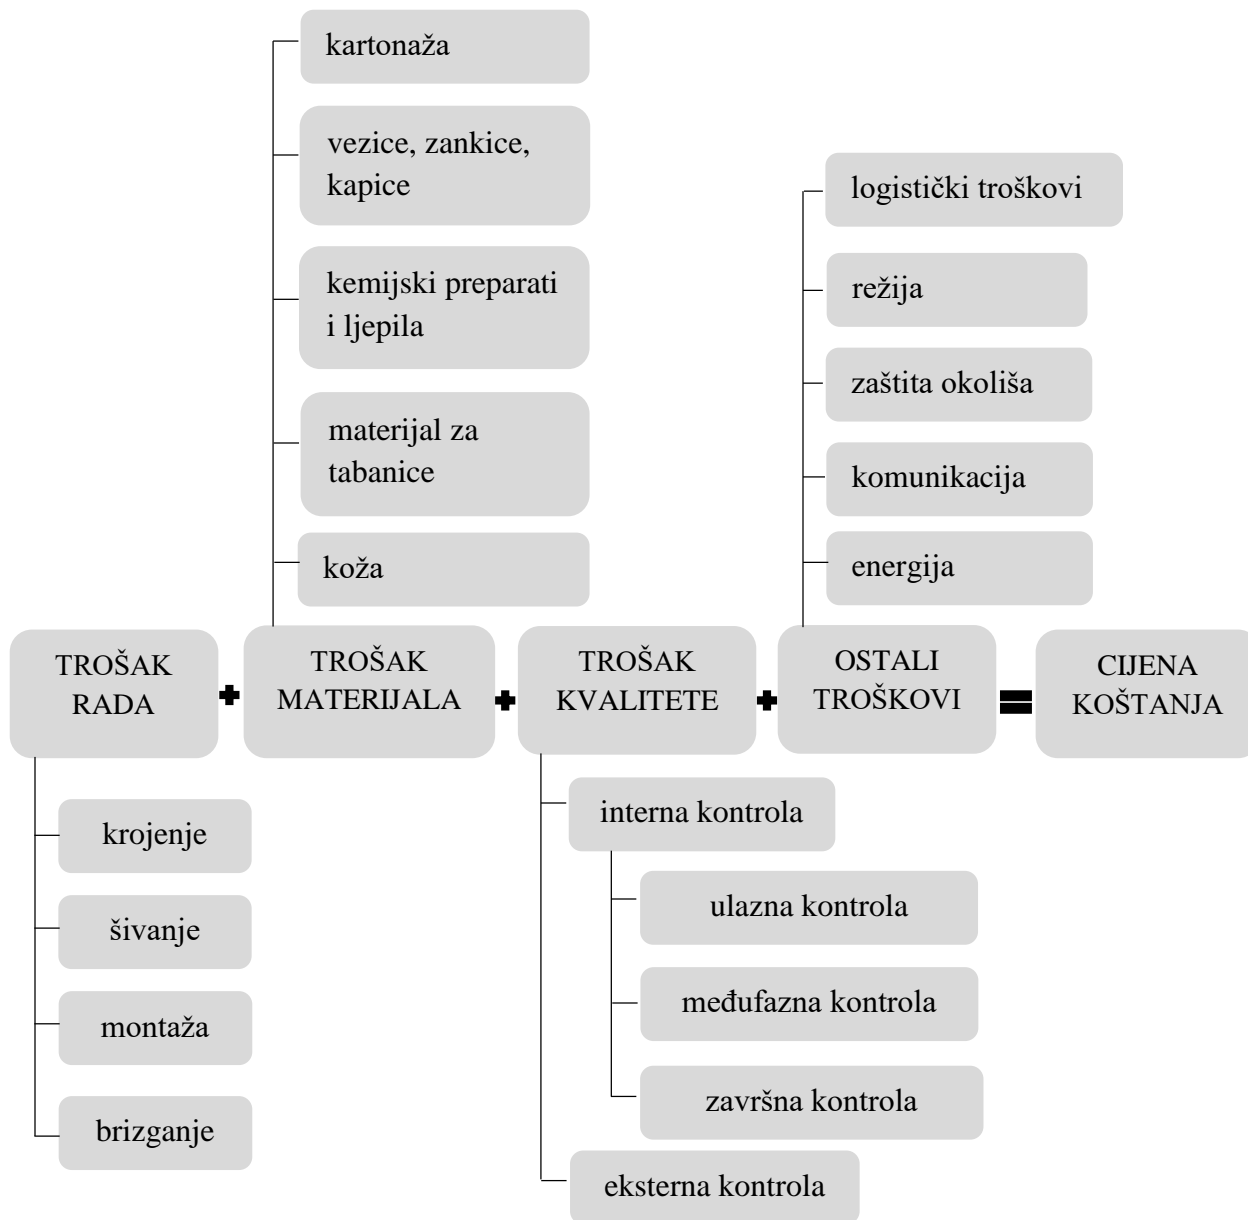 kartonaža
vezice, zankice,
kapice
kemijski preparati
i ljepila
materijal za
tabanice
koža
logistički troškovi
režija
zaštita okoliša
komunikacija
energija
TROŠAK
RADA
+
TROŠAK
MATERIJALA
+
TROŠAK
KVALITETE
+
OSTALI
TROŠKOVI
=
CIJENA
KOŠTANJA
krojenje
šivanje
montaža
brizganje
interna kontrola
ulazna kontrola
međufazna kontrola
završna kontrola
eksterna kontrola